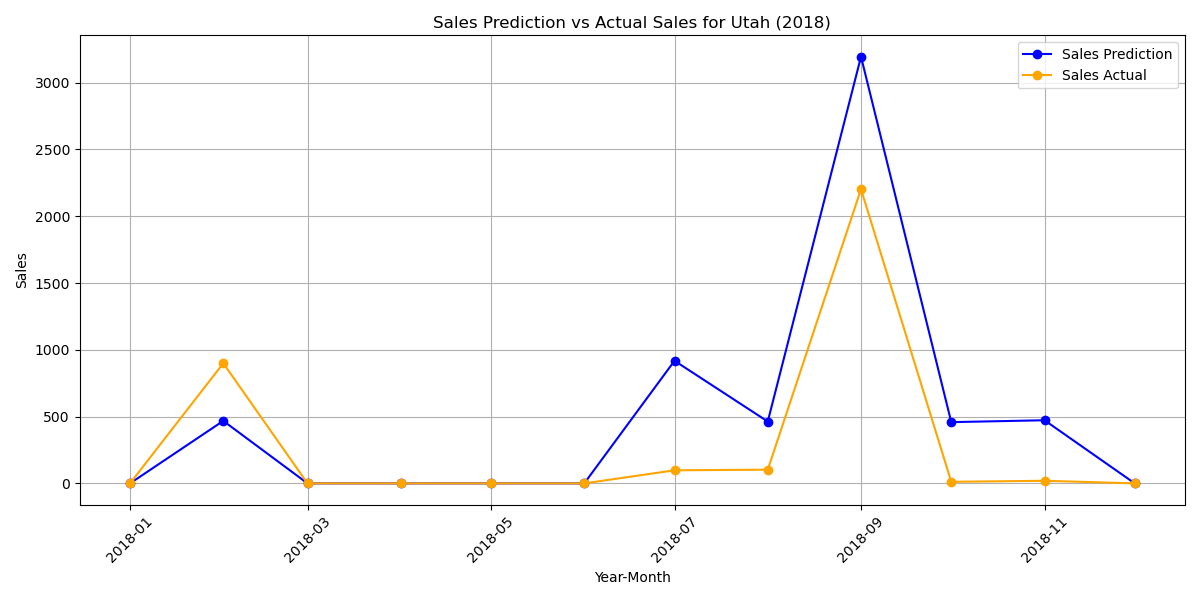 Sales Prediction vs Actual Sales for Utah (2018)
Sales Prediction
Sales Actual
3000
2500
2000
1500
1000
500
0
Sales
2018-01
2018-03
2018-05
2018-07
2018-09
2018-11
Year-Month